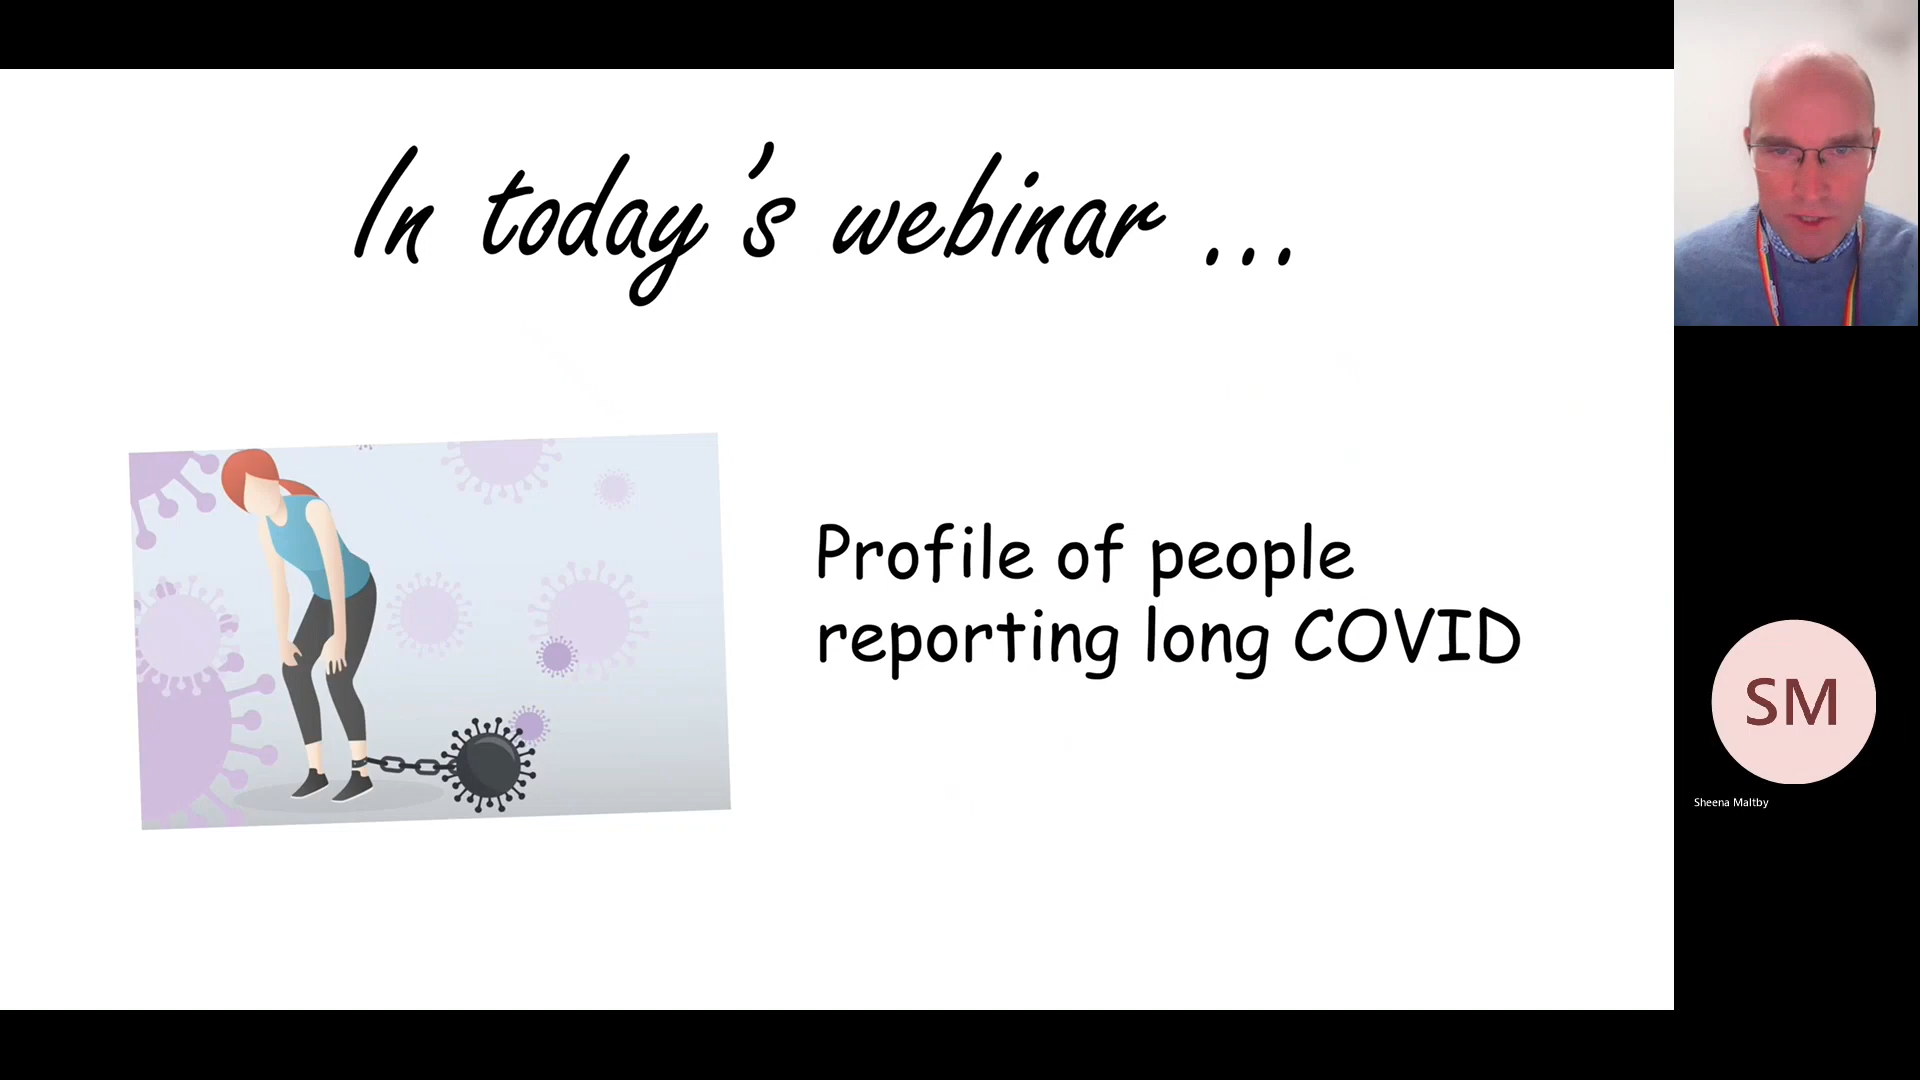 In today's webinar ...
Profile of people
reporting long COVID
SM
Sheena Maltby